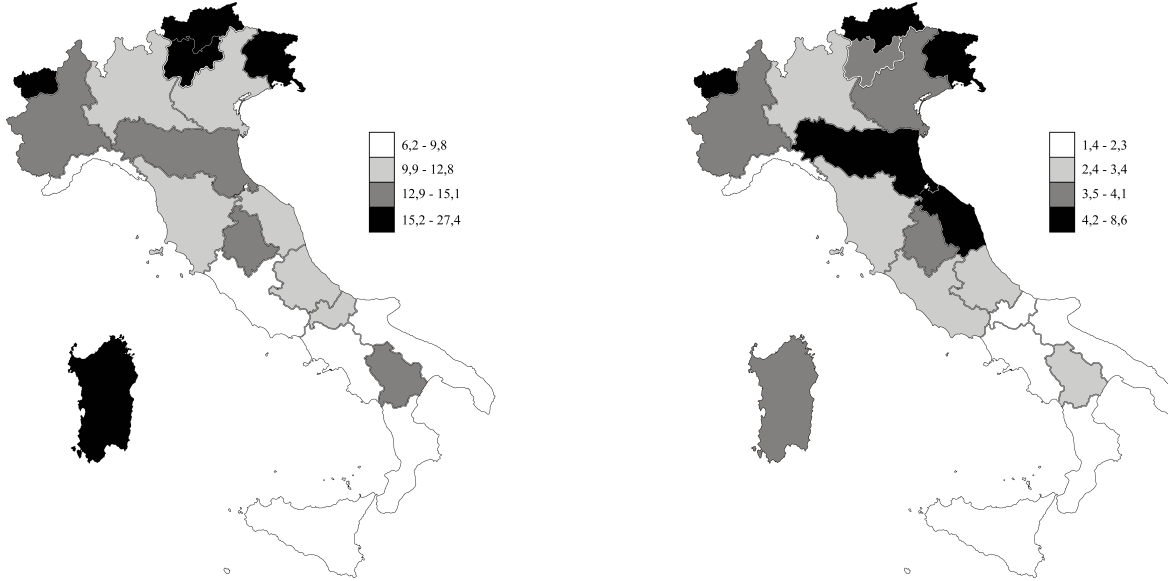 6,2 - 9,8
9,9 - 12,8
12,9 - 15,1
15,2 - 27,4
1,4 - 2,3
2,4 - 3,4
3,5 - 4,1
4,2 - 8,6